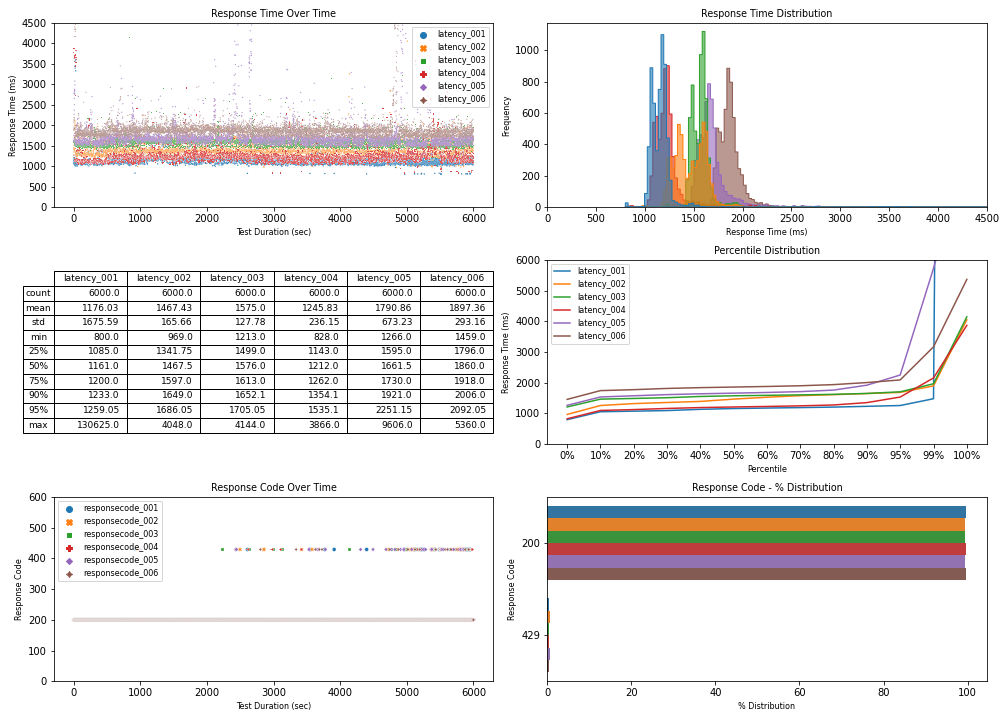 Response Time Over Time
Response Time (ms)
4500
4000
3500
3000
2500
2000
1500
1000
500
0
latency_001
latency_002
latency_003
latency_004
latency_005
latency_006
0 1000 2000 3000 4000 5000 6000
Test Duration (sec)
Response Time Distribution
Frequency
1000
800
600
400
200
0
0 500 1000 1500 2000 2500 3000 3500 4000 4500
Response Time (ms)
latency_001 latency_002 latency_003 latency_004 latency_005 latency_006
count 6000.0 6000.0 6000.0 6000.0 6000.0 6000.0
mean 1176.03 1467.43 1575.0 1245.83 1790.86 1897.36
std 1675.59 165.66 127.78 236.15 673.23 293.16
min 800.0 969.0 1213.0 828.0 1266.0 1459.0
25% 1085.0 1341.75 1499.0 1143.0 1595.0 1796.0
50% 1161.0 1467.5 1576.0 1212.0 1661.5 1860.0
75% 1200.0 1597.0 1613.0 1262.0 1730.0 1918.0
90% 1233.0 1649.0 1652.1 1354.1 1921.0 2006.0
95% 1259.05 1686.05 1705.05 1535.1 2251.15 2092.05
max 130625.0 4048.0 4144.0 3866.0 9606.0 5360.0
Percentile Distribution
Response Time (ms)
6000
5000
4000
3000
2000
1000
0
latency_001
latency_002
latency_003
latency_004
latency_005
latency_006
0% 10% 20% 30% 40% 50% 60% 70% 80% 90% 95% 99% 100%
Percentile
Response Code Over Time
Response Code
600
500
400
300
200
100
0
responsecode_001
responsecode_002
responsecode_003
responsecode_004
responsecode_005
responsecode_006
0 1000 2000 3000 4000 5000 6000
Test Duration (sec)
Response Code - % Distribution
Response Code
200
429
0 20 40 60 80 100
% Distribution